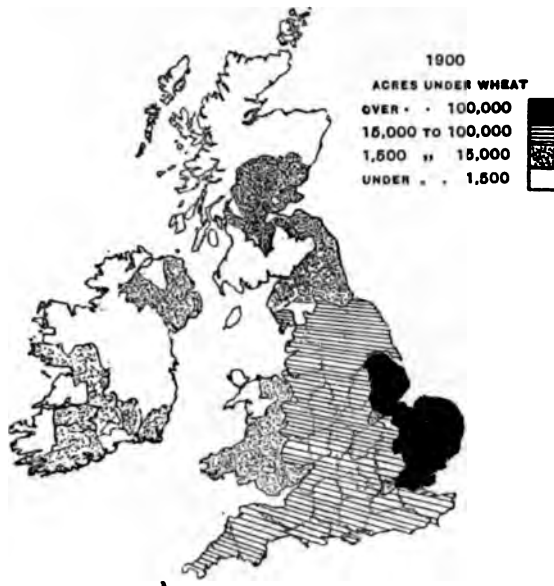 1900
ACRES UNDER WHEAT
OVER . . 100,000
15,000 TO 100,000
1,500 „ 15,000
UNDER . . 1,500